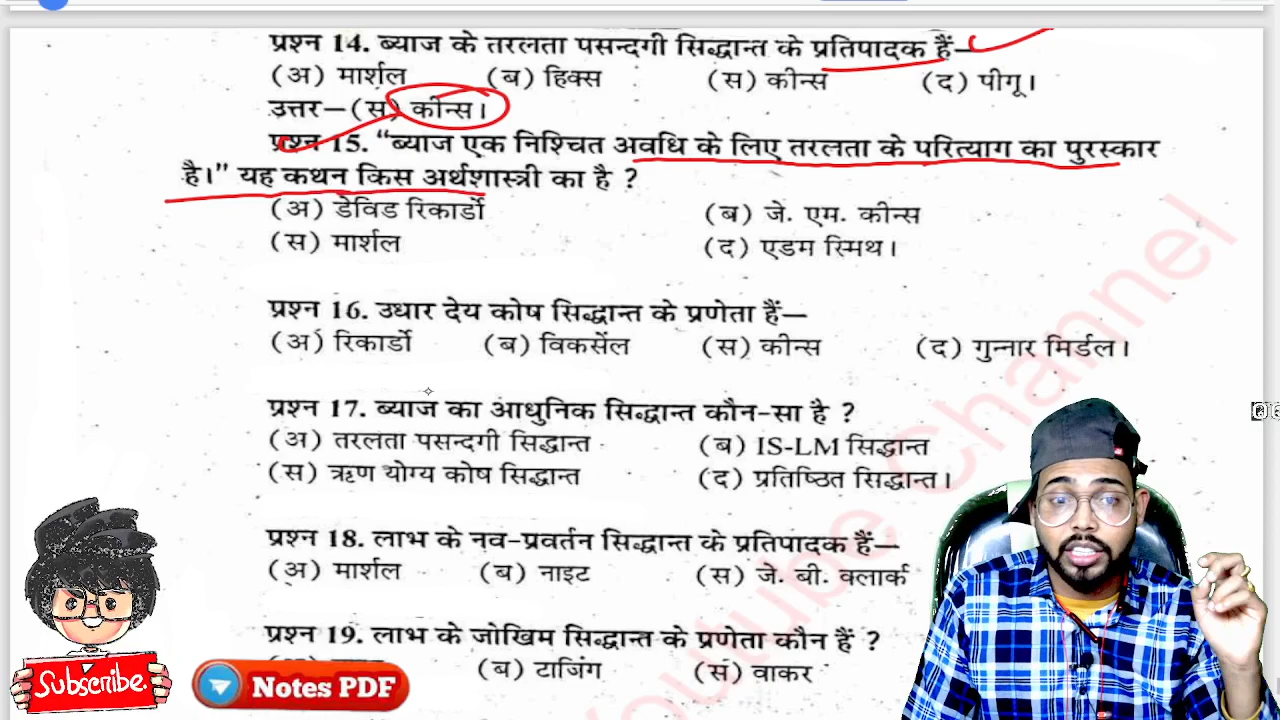 प्रश्न 14. ब्याज के तरलता पसन्दगी सिद्धान्त के प्रतिपादक हैं—
(अ) मार्शल (ब) हिक्स (स) कीन्स (द) पीगू।
उत्तर—(स) कीन्स।
प्रश्न 15. “ब्याज एक निश्चित अवधि के लिए तरलता के परित्याग का पुरस्कार
है।” यह कथन किस अर्थशास्त्री का है ?
(अ) डेविड रिकार्डो (ब) जे. एम. कीन्स
(स) मार्शल (द) एडम स्मिथ।
प्रश्न 16. उधार देय कोष सिद्धान्त के प्रणेता हैं—
(अ) रिकार्डो (ब) विकसेंल (स) कीन्स (द) गुन्नार मिर्डल।
प्रश्न 17. ब्याज का आधुनिक सिद्धान्त कौन-सा है ?
(अ) तरलता पसन्दगी सिद्धान्त (ब) IS-LM सिद्धान्त
(स) ऋण योग्य कोष सिद्धान्त (द) प्रतिष्ठित सिद्धान्त।
प्रश्न 18. लाभ के नव-प्रवर्तन सिद्धान्त के प्रतिपादक हैं—
(अ) मार्शल (ब) नाइट (स) जे. बी. क्लार्क
प्रश्न 19. लाभ के जोखिम सिद्धान्त के प्रणेता कौन हैं ?
(ब) टाजिंग (स) वाकर
Youtube Channel
Subscribe.
Notes PDF